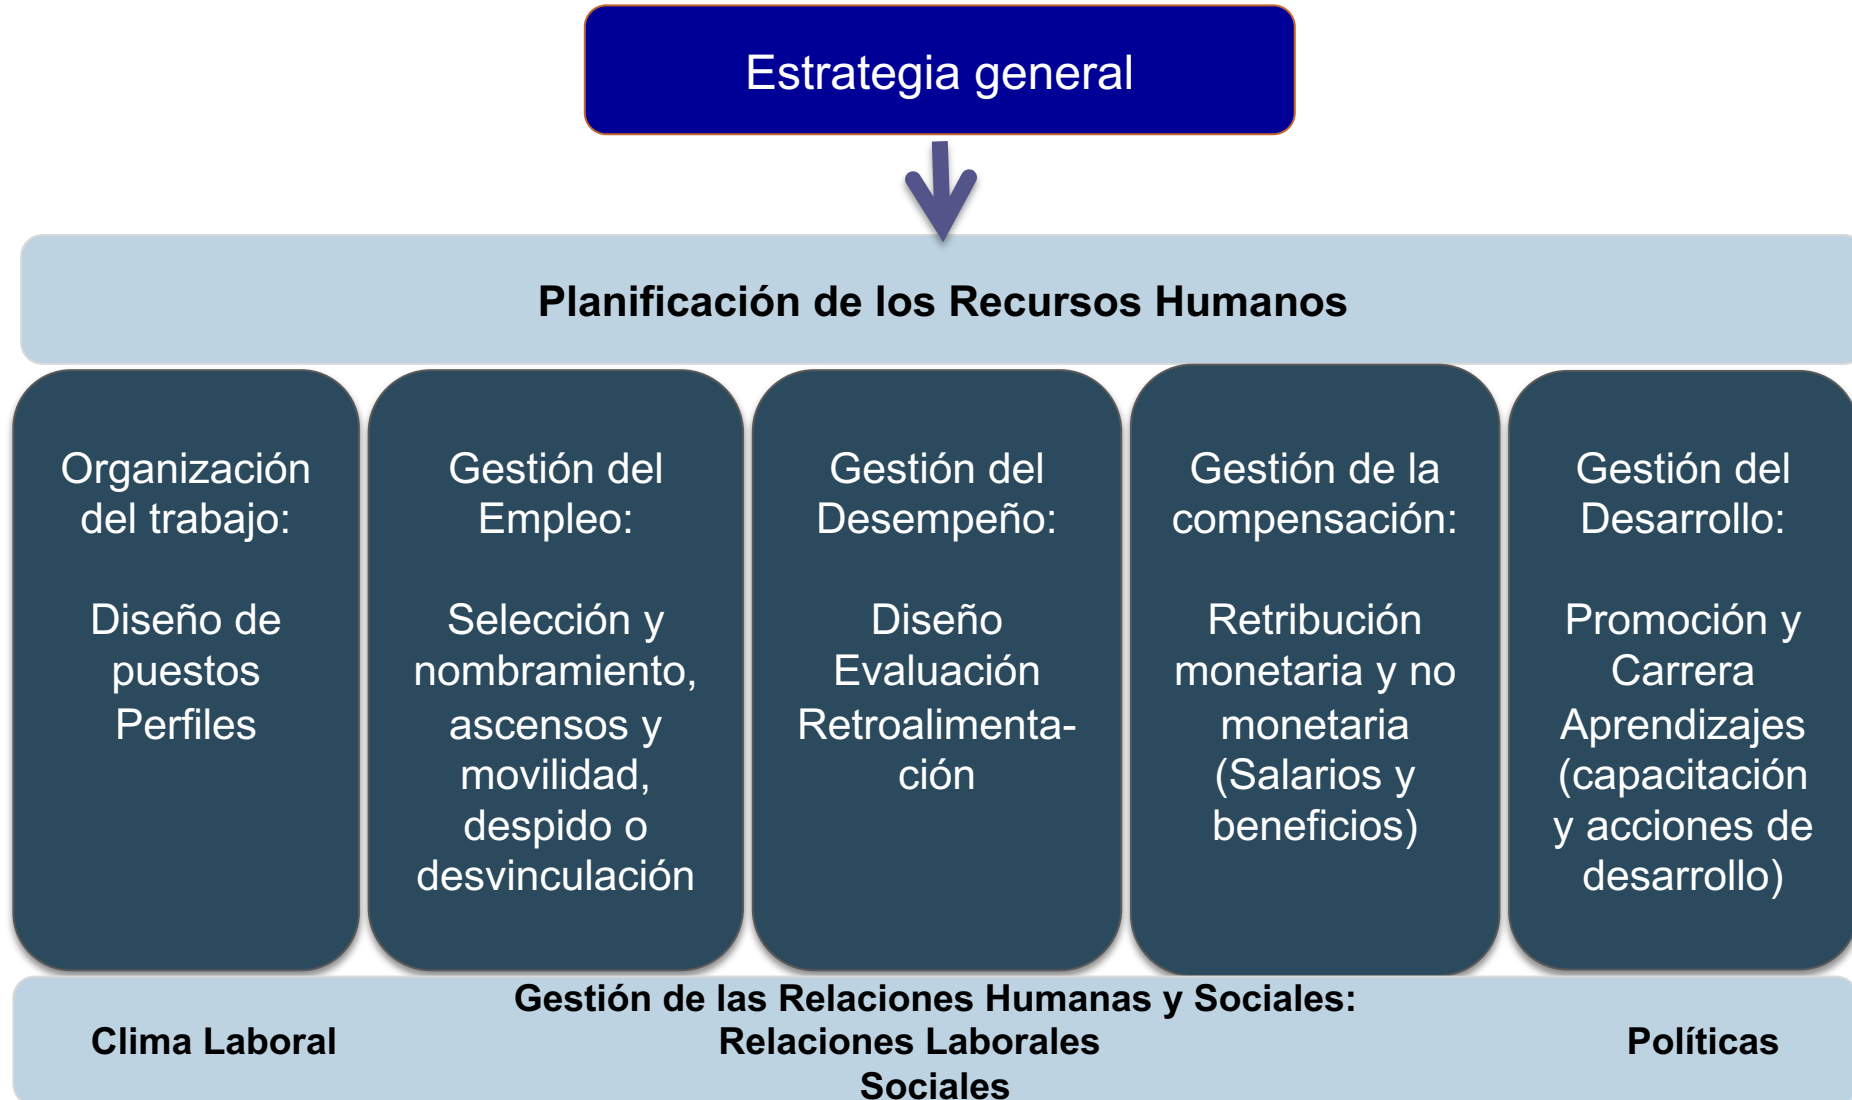 Estrategia general
Planificación de los Recursos Humanos
Organización
del trabajo:
Diseño de
puestos
Perfiles
Gestión del
Empleo:
Selección y
nombramiento,
ascensos y
movilidad,
despido o
desvinculación
Gestión del
Desempeño:
Diseño
Evaluación
Retroalimenta-
ción
Gestión de la
compensación:
Retribución
monetaria y no
monetaria
(Salarios y
beneficios)
Gestión del
Desarrollo:
Promoción y
Carrera
Aprendizajes
(capacitación
y acciones de
desarrollo)
Gestión de las Relaciones Humanas y Sociales:
Clima Laboral Relaciones Laborales Políticas
Sociales